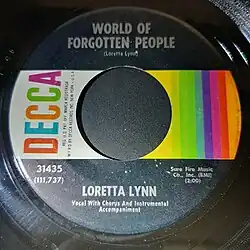 WORLD OF
FORGOTTEN PEOPLE
(Loretta Lynn)
DECCA
31435
(111,737)
Sure Fire Music
Co., Inc. (BMI)
(2:00)
LORETTA LYNN
Vocal With Chorus And Instrumental
Accompaniment